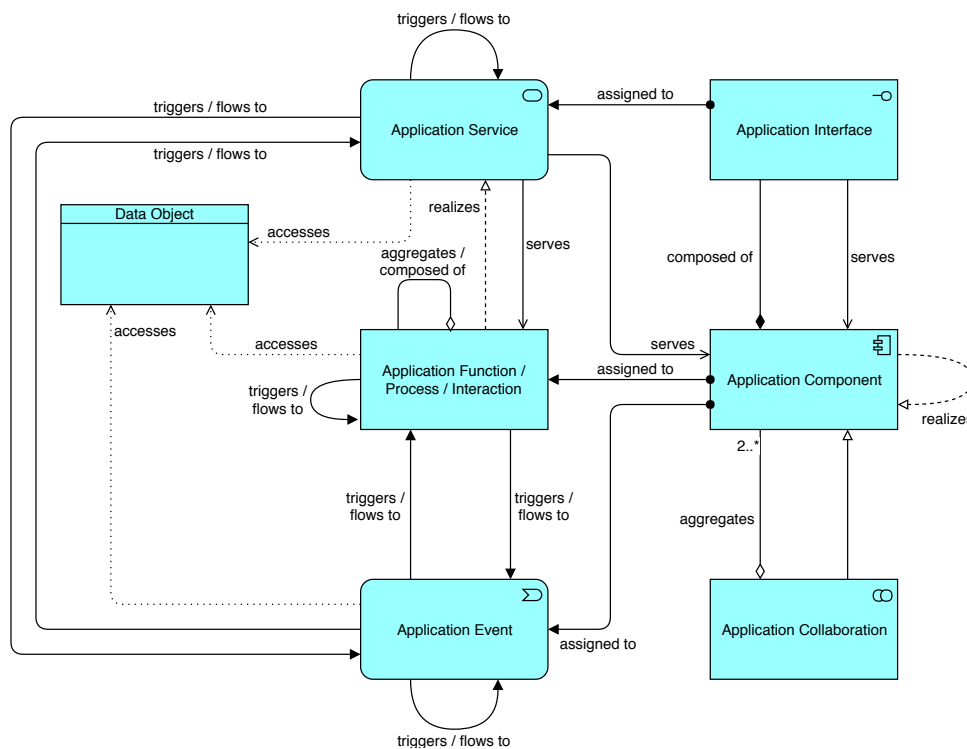 triggers / flows to
triggers / flows to
assigned to
Application Service
Application Interface
triggers / flows to
realizes
Data Object
accesses
aggregates /
composed of
serves
composed of
serves
accesses
accesses
serves
Application Function /
Process / Interaction
assigned to
Application Component
triggers /
flows to
realizes
2..*
triggers /
flows to
triggers /
flows to
aggregates
Application Event
assigned to
Application Collaboration
triggers / flows to